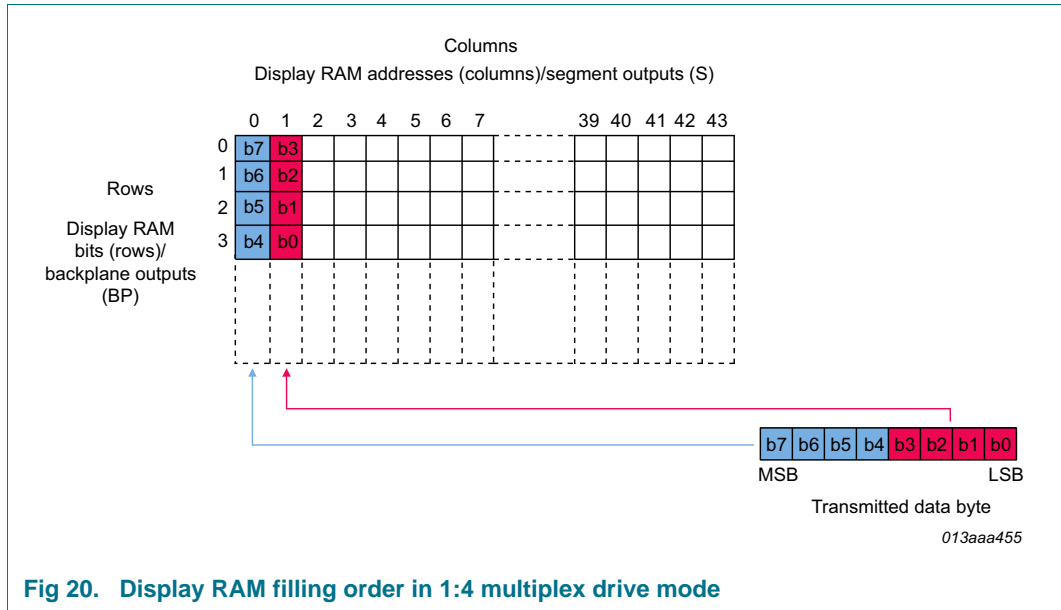 Columns
Display RAM addresses (columns)/segment outputs (S)
0 1 2 3 4 5 6 7 39 40 41 42 43
0 b7 b3
1 b6 b2
2 b5 b1
3 b4 b0
Rows
Display RAM
bits (rows)/
backplane outputs
(BP)
b7 b6 b5 b4 b3 b2 b1 b0
MSB LSB
Transmitted data byte
013aaa455
Fig 20. Display RAM filling order in 1:4 multiplex drive mode